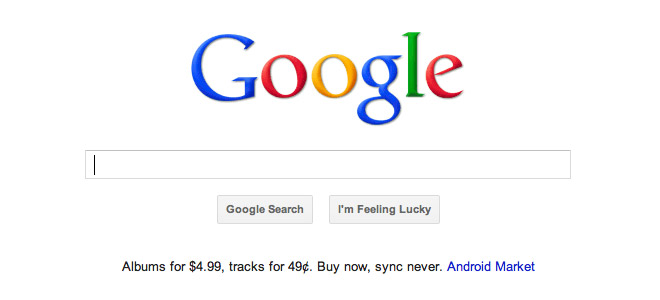 Google
Google Search I'm Feeling Lucky
Albums for $4.99, tracks for 49¢. Buy now, sync never. Android Market